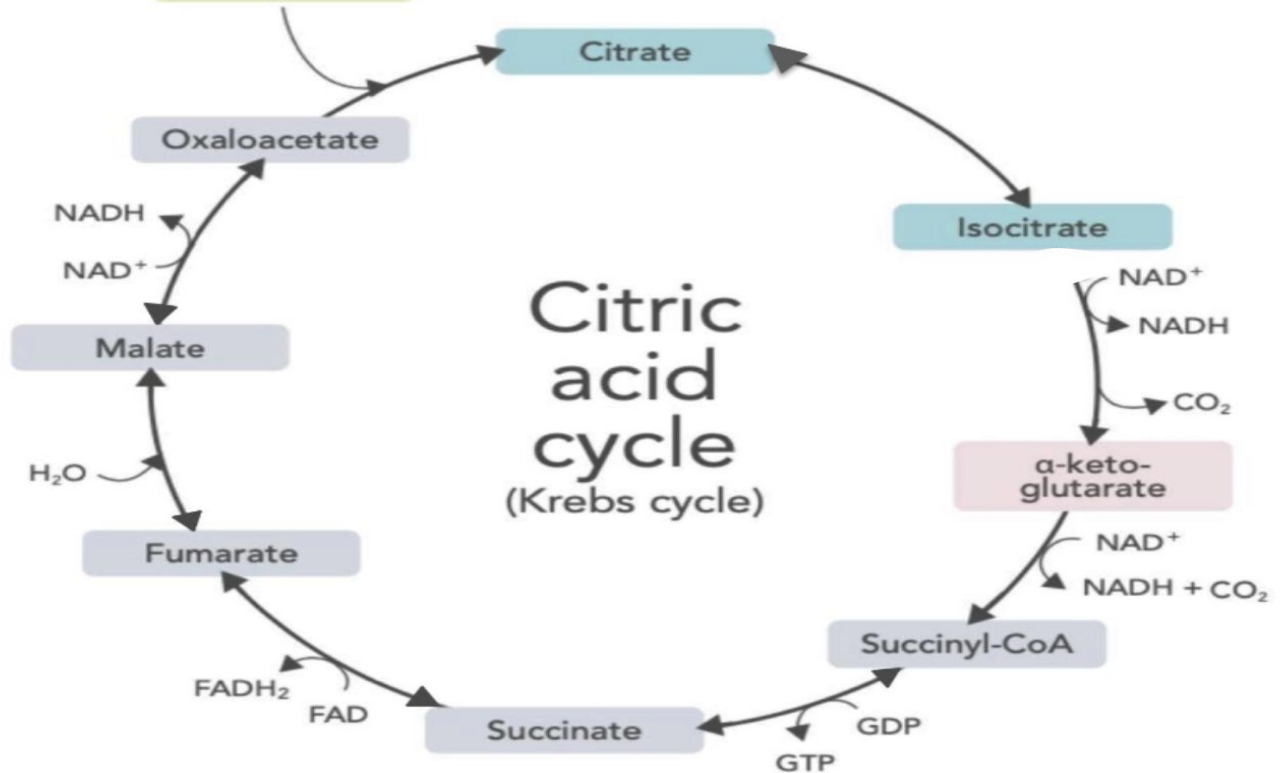 Citrate
Oxaloacetate
Isocitrate
NADH
NAD⁺
NAD⁺
NADH
Malate
Citric
acid
cycle
(Krebs cycle)
CO₂
α-keto-
glutarate
H₂O
Fumarate
NAD⁺
NADH + CO₂
Succinyl-CoA
FADH₂
FAD
Succinate
GDP
GTP